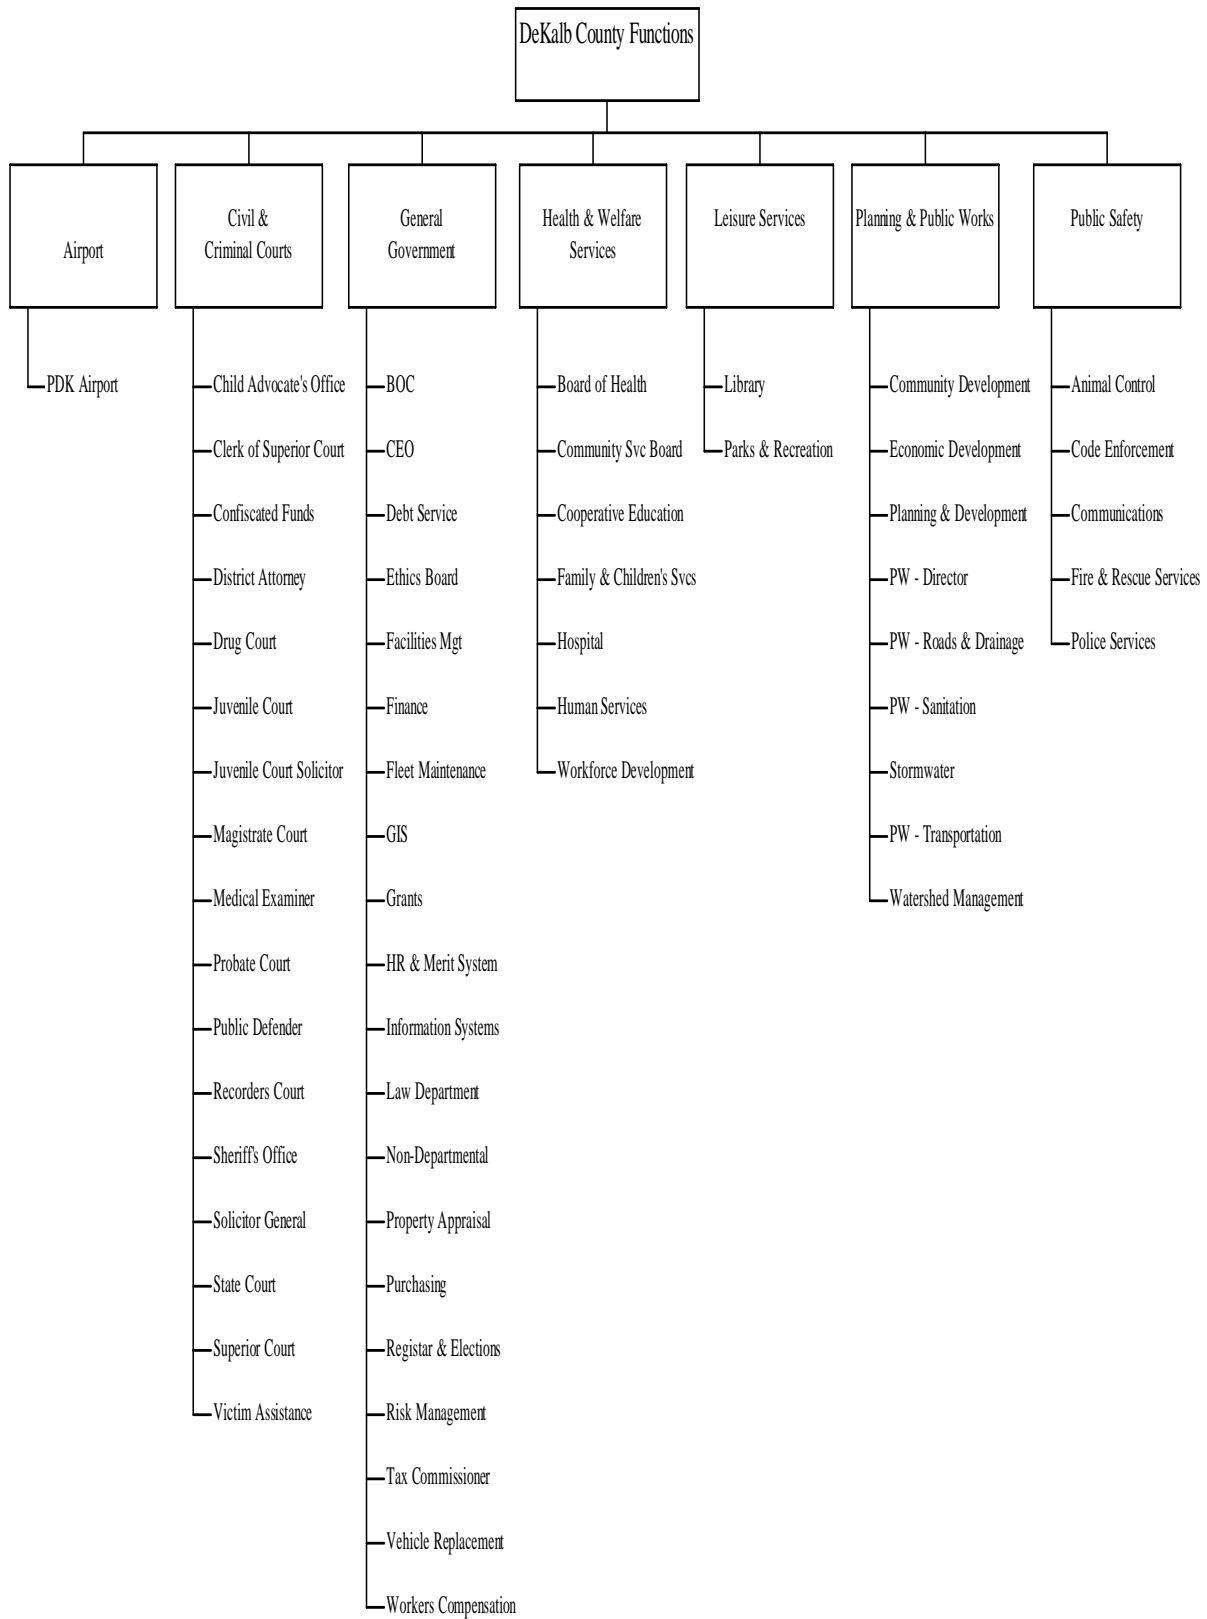 DeKalb County Functions
Airport
PDK Airport
Civil &
Criminal Courts
Child Advocate's Office
Clerk of Superior Court
Confiscated Funds
District Attorney
Drug Court
Juvenile Court
Juvenile Court Solicitor
Magistrate Court
Medical Examiner
Probate Court
Public Defender
Recorders Court
Sheriff's Office
Solicitor General
State Court
Superior Court
Victim Assistance
General
Government
BOC
CEO
Debt Service
Ethics Board
Facilities Mgt
Finance
Fleet Maintenance
GIS
Grants
HR & Merit System
Information Systems
Law Department
Non-Departmental
Property Appraisal
Purchasing
Registar & Elections
Risk Management
Tax Commissioner
Vehicle Replacement
Workers Compensation
Health & Welfare
Services
Board of Health
Community Svc Board
Cooperative Education
Family & Children's Svcs
Hospital
Human Services
Workforce Development
Leisure Services
Library
Parks & Recreation
Planning & Public Works
Community Development
Economic Development
Planning & Development
PW - Director
PW - Roads & Drainage
PW - Sanitation
Stormwater
PW - Transportation
Watershed Management
Public Safety
Animal Control
Code Enforcement
Communications
Fire & Rescue Services
Police Services